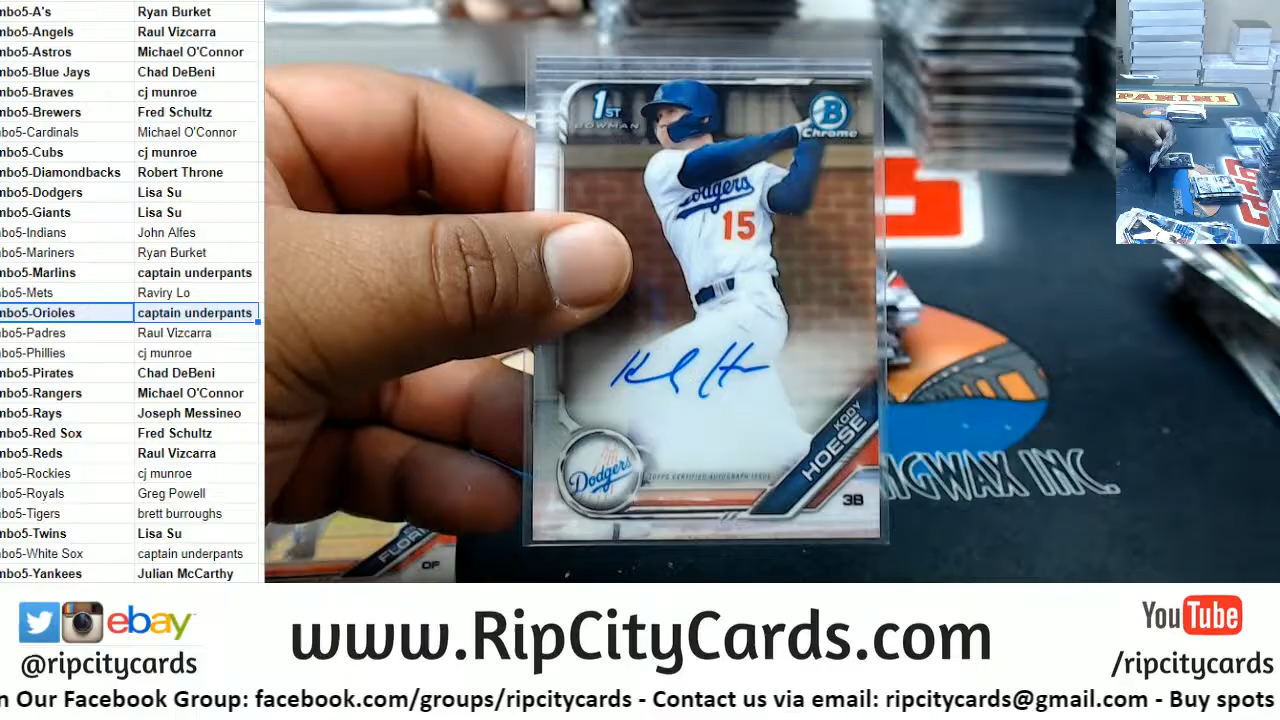 mbo5-A's Ryan Burket
mbo5-Angels Raul Vizcarra
mbo5-Astros Michael O'Connor
mbo5-Blue Jays Chad DeBeni
mbo5-Braves cj munroe
mbo5-Brewers Fred Schultz
mbo5-Cardinals Michael O'Connor
mbo5-Cubs cj munroe
mbo5-Diamondbacks Robert Throne
mbo5-Dodgers Lisa Su
mbo5-Giants Lisa Su
mbo5-Indians John Alfes
mbo5-Mariners Ryan Burket
mbo5-Marlins captain underpants
mbo5-Mets Raviry Lo
mbo5-Orioles captain underpants
mbo5-Padres Raul Vizcarra
mbo5-Phillies cj munroe
mbo5-Pirates Chad DeBeni
mbo5-Rangers Michael O'Connor
mbo5-Rays Joseph Messineo
mbo5-Red Sox Fred Schultz
mbo5-Reds Raul Vizcarra
mbo5-Rockies cj munroe
mbo5-Royals Greg Powell
mbo5-Tigers brett burroughs
mbo5-Twins Lisa Su
mbo5-White Sox captain underpants
mbo5-Yankees Julian McCarthy
1ST
BOWMAN
B
Chrome
Dodgers
15
KODY
HOESE
3B
Dodgers
TOPPS CERTIFIED AUTOGRAPH ISSUE
OF
NGWAX INC.
PANINI
ebay
@ripcitycards
www.RipCityCards.com
YouTube
/ripcitycards
n Our Facebook Group: facebook.com/groups/ripcitycards - Contact us via email: ripcitycards@gmail.com - Buy spots